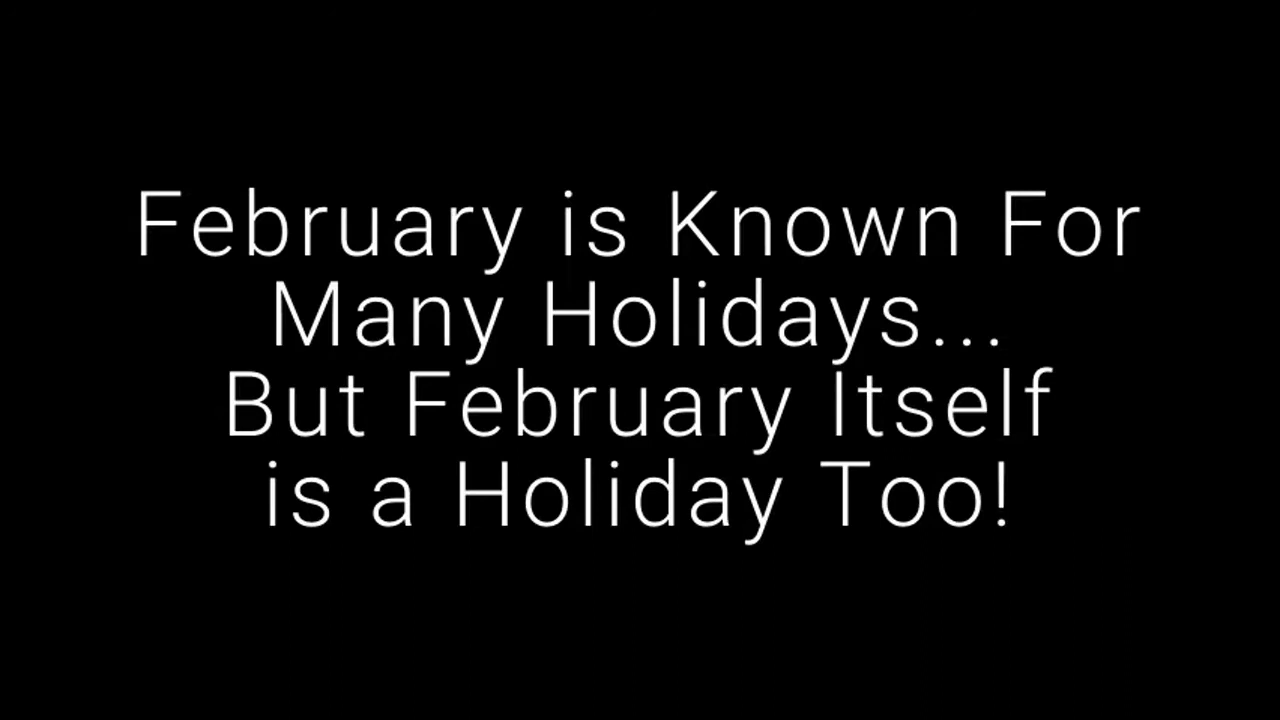 February is Known For
Many Holidays...
But February Itself
is a Holiday Too!